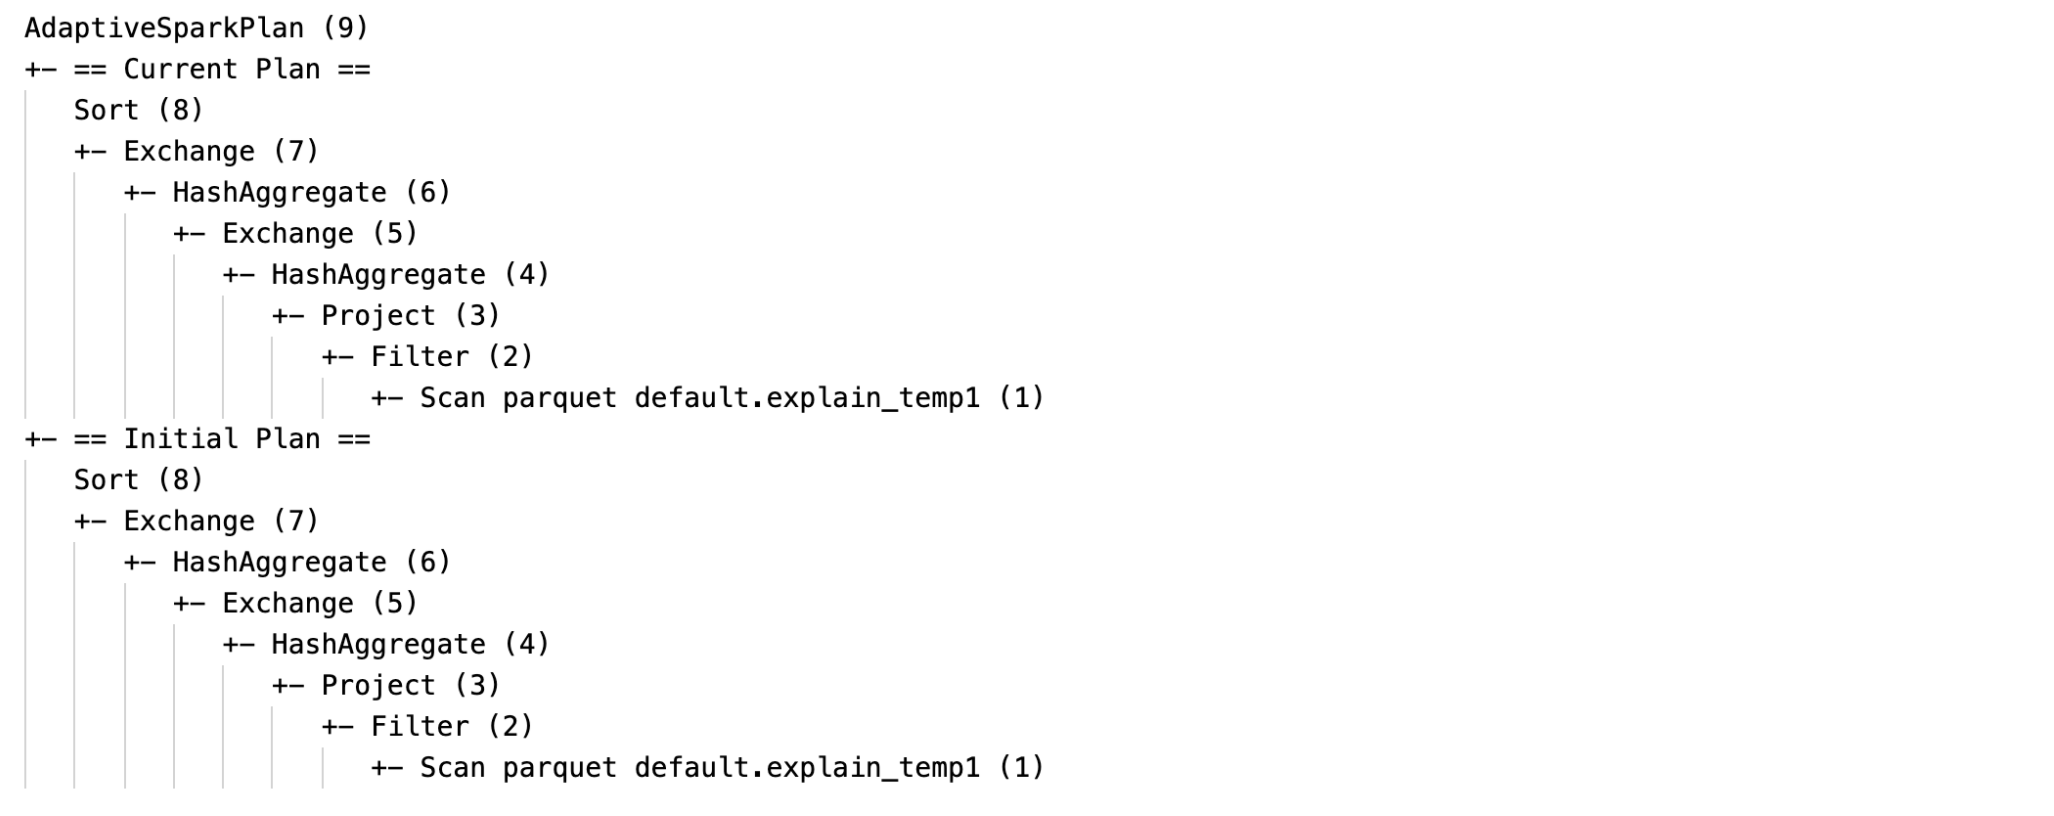 AdaptiveSparkPlan (9)
+- == Current Plan ==
   Sort (8)
   +- Exchange (7)
      +- HashAggregate (6)
         +- Exchange (5)
            +- HashAggregate (4)
               +- Project (3)
                  +- Filter (2)
                     +- Scan parquet default.explain_temp1 (1)
+- == Initial Plan ==
   Sort (8)
   +- Exchange (7)
      +- HashAggregate (6)
         +- Exchange (5)
            +- HashAggregate (4)
               +- Project (3)
                  +- Filter (2)
                     +- Scan parquet default.explain_temp1 (1)